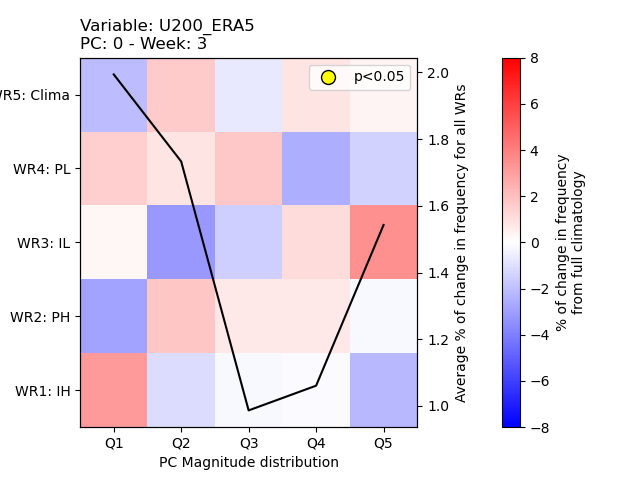 Variable: U200_ERA5
PC: 0 - Week: 3
p<0.05
WR5: Clima
WR4: PL
WR3: IL
WR2: PH
WR1: IH
Q1 Q2 Q3 Q4 Q5
PC Magnitude distribution
2.0
1.8
1.6
1.4
1.2
1.0
Average % of change in frequency for all WRs
8
6
4
2
0
−2
−4
−6
−8
% of change in frequency
from full climatology